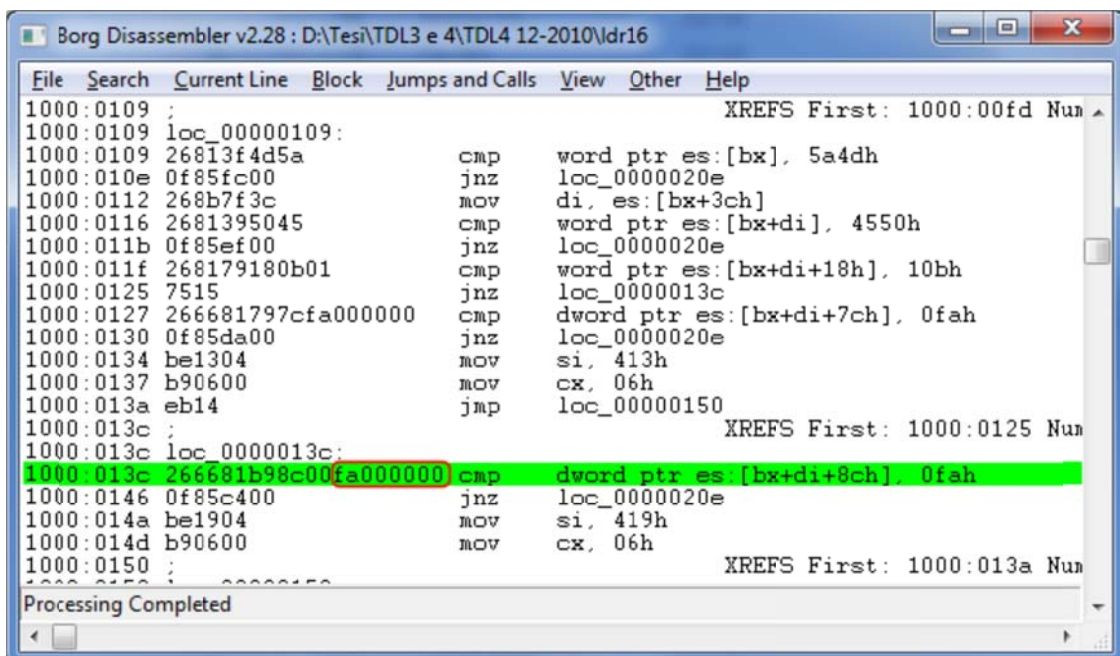 Borg Disassembler v2.28 : D:\Tesi\TDL3 e 4\TDL4 12-2010\ldr16
File Search Current Line Block Jumps and Calls View Other Help
1000:0109 ; XREFS First: 1000:00fd Num
1000:0109 loc_00000109:
1000:0109 26813f4d5a cmp word ptr es:[bx], 5a4dh
1000:010e 0f85fc00 jnz loc_0000020e
1000:0112 268b7f3c mov di, es:[bx+3ch]
1000:0116 2681395045 cmp word ptr es:[bx+di], 4550h
1000:011b 0f85ef00 jnz loc_0000020e
1000:011f 268179180b01 cmp word ptr es:[bx+di+18h], 10bh
1000:0125 7515 jnz loc_0000013c
1000:0127 266681797cfa000000 cmp dword ptr es:[bx+di+7ch], 0fah
1000:0130 0f85da00 jnz loc_0000020e
1000:0134 be1304 mov si, 413h
1000:0137 b90600 mov cx, 06h
1000:013a eb14 jmp loc_00000150
1000:013c ; XREFS First: 1000:0125 Num
1000:013c loc_0000013c:
1000:013c 266681b98c00fa000000 cmp dword ptr es:[bx+di+8ch], 0fah
1000:0146 0f85c400 jnz loc_0000020e
1000:014a be1904 mov si, 419h
1000:014d b90600 mov cx, 06h
1000:0150 ; XREFS First: 1000:013a Num
Processing Completed